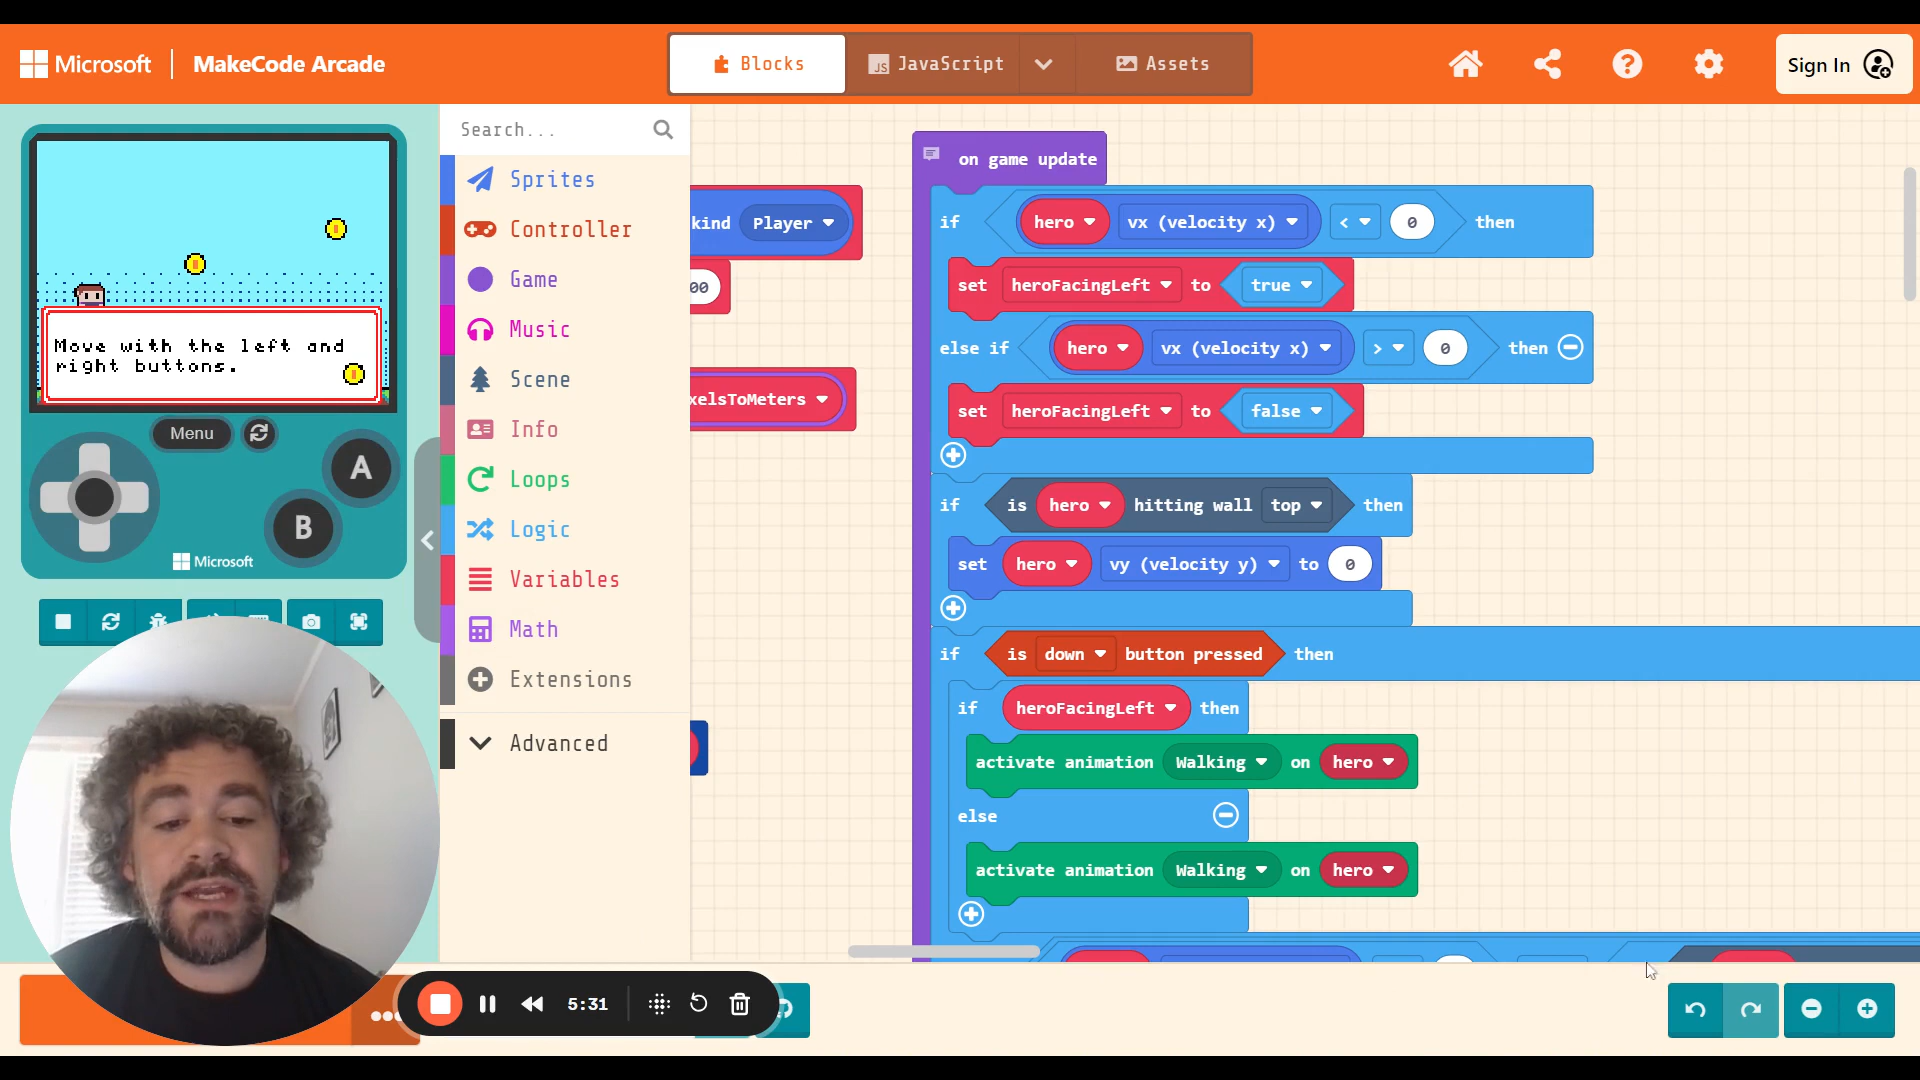 Microsoft | MakeCode Arcade
Blocks
JS JavaScript
Assets
Sign In
Move with the left and
right buttons.
Menu
A
B
Microsoft
Search...
Sprites
Controller
Game
Music
Scene
Info
Loops
Logic
Variables
Math
Extensions
Advanced
kind Player
00
xelsToMeters
on game update
if hero vx (velocity x) < 0 then
set heroFacingLeft to true
else if hero vx (velocity x) > 0 then
set heroFacingLeft to false
if is hero hitting wall top then
set hero vy (velocity y) to 0
if is down button pressed then
if heroFacingLeft then
activate animation Walking on hero
else
activate animation Walking on hero
5:31